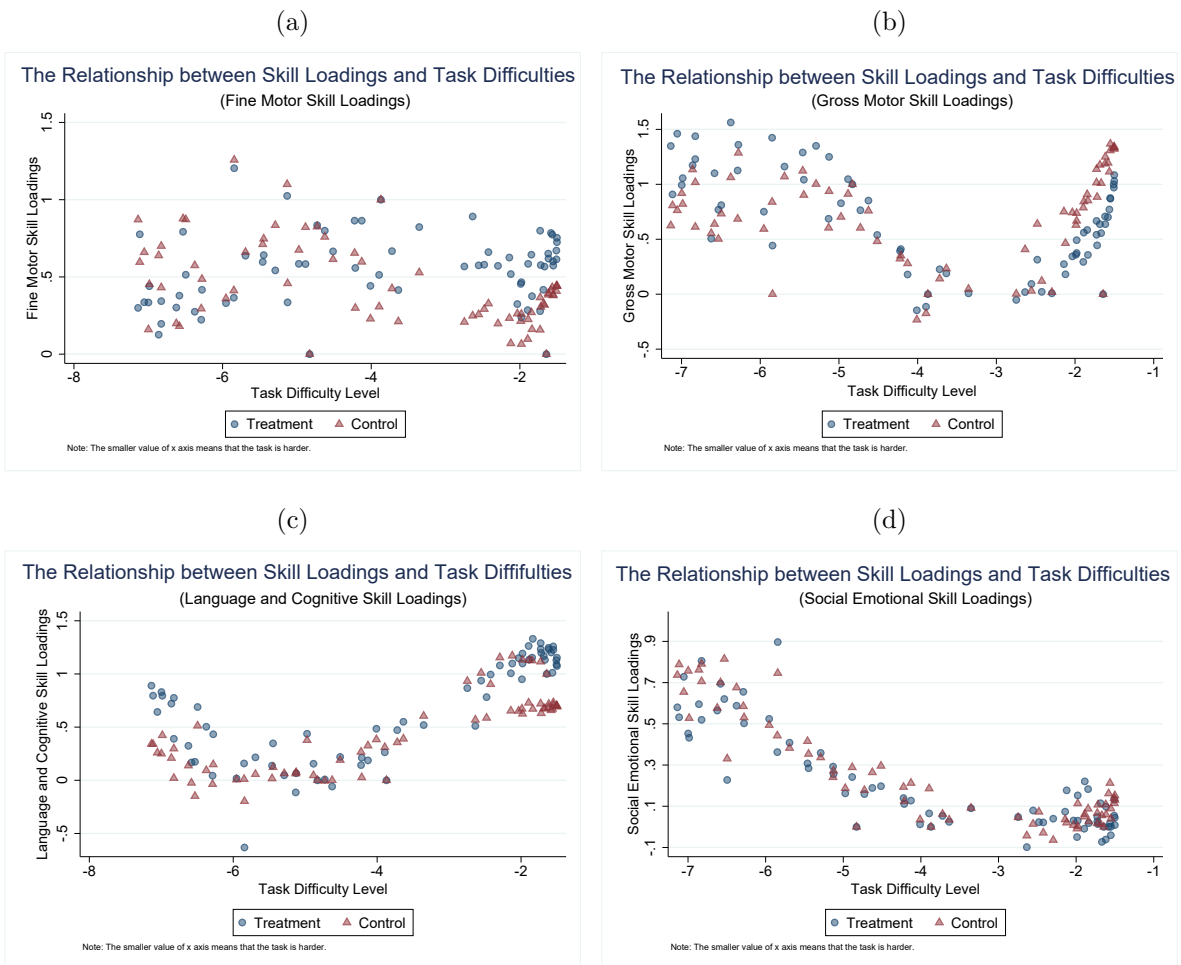 (a)
The Relationship between Skill Loadings and Task Difficulties
(Fine Motor Skill Loadings)
Fine Motor Skill Loadings
1.5
1
.5
0
-8
-6
-4
-2
Task Difficulty Level
Treatment
Control
Note: The smaller value of x axis means that the task is harder.
(b)
The Relationship between Skill Loadings and Task Difficulties
(Gross Motor Skill Loadings)
Gross Motor Skill Loadings
1.5
1
.5
0
-.5
-7
-6
-5
-4
-3
-2
-1
Task Difficulty Level
Treatment
Control
Note: The smaller value of x axis means that the task is harder.
(c)
The Relationship between Skill Loadings and Task Diffifulties
(Language and Cognitive Skill Loadings)
Language and Cognitive Skill Loadings
1.5
1
.5
0
-.5
-8
-6
-4
-2
Task Difficulty Level
Treatment
Control
Note: The smaller value of x axis means that the task is harder.
(d)
The Relationship between Skill Loadings and Task Difficulties
(Social Emotional Skill Loadings)
Social Emotional Skill Loadings
.9
.7
.5
.3
.1
-.1
-7
-6
-5
-4
-3
-2
-1
Task Difficulty Level
Treatment
Control
Note: The smaller value of x axis means that the task is harder.